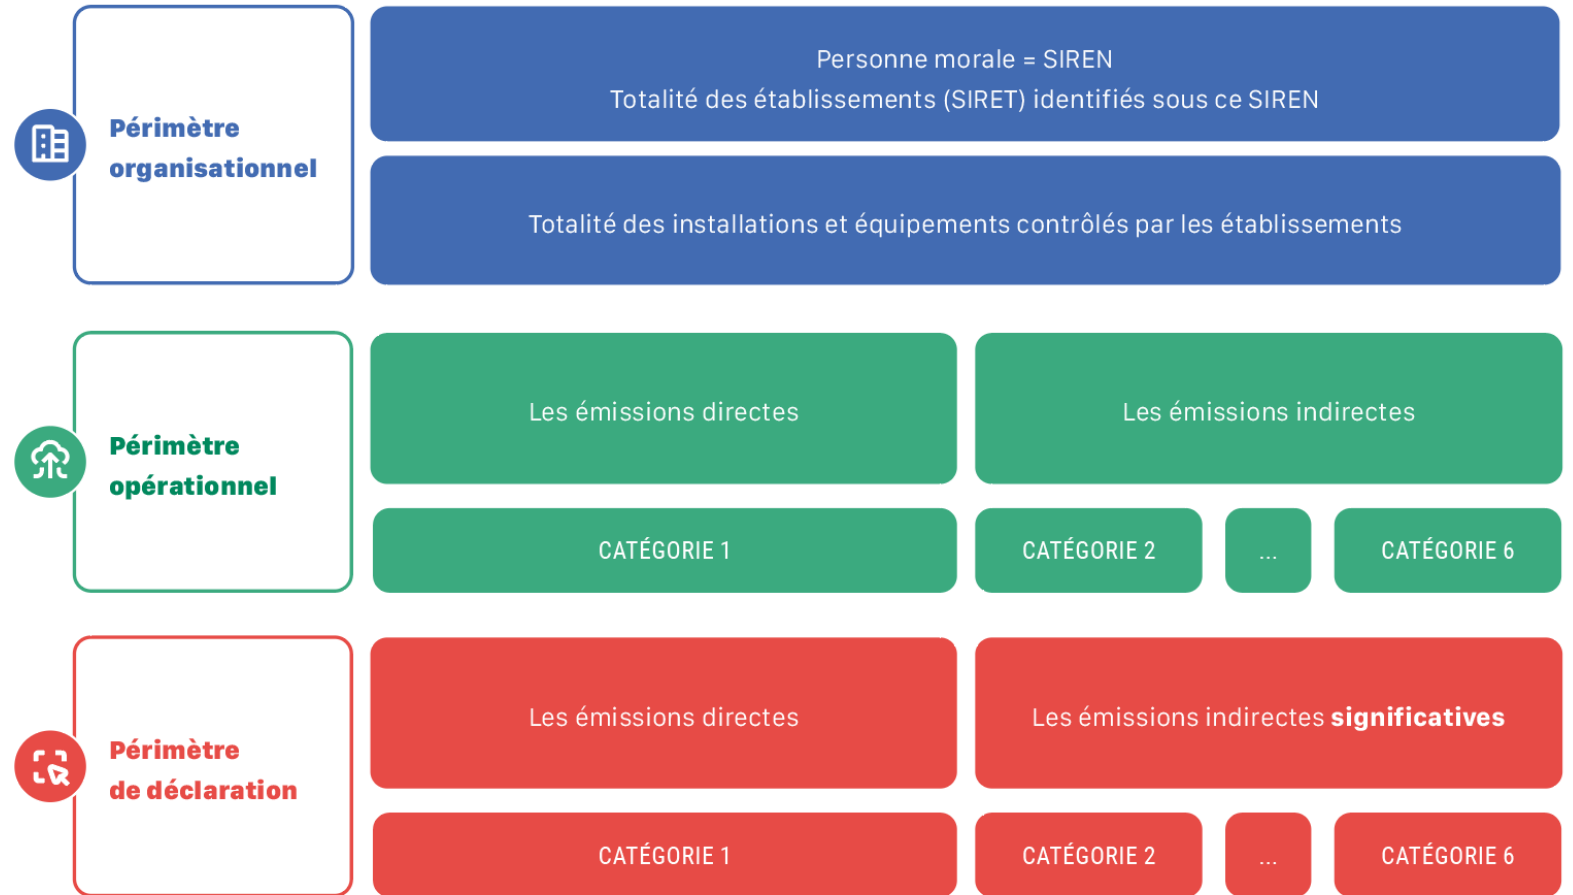 Périmètre
organisationnel
Personne morale = SIREN
Totalité des établissements (SIRET) identifiés sous ce SIREN
Totalité des installations et équipements contrôlés par les établissements
Périmètre
opérationnel
Les émissions directes
Les émissions indirectes
CATÉGORIE 1
CATÉGORIE 2
...
CATÉGORIE 6
Périmètre
de déclaration
Les émissions directes
Les émissions indirectes significatives
CATÉGORIE 1
CATÉGORIE 2
...
CATÉGORIE 6